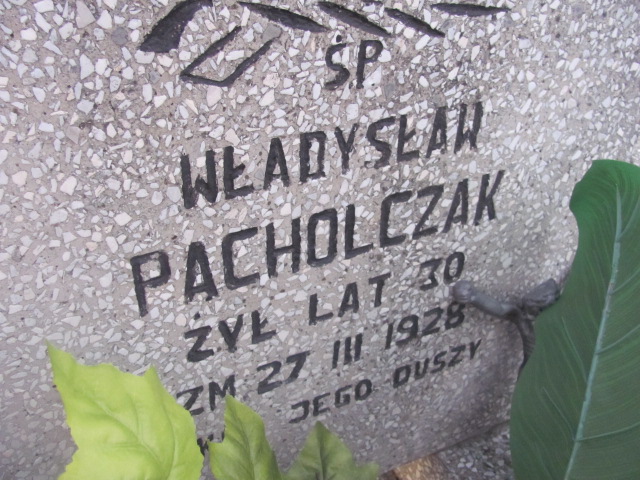 ŚP
WŁADYSŁAW
PACHOLCZAK
ŻYŁ LAT 30
ZM. 27 III 1928
JEGO DUSZY